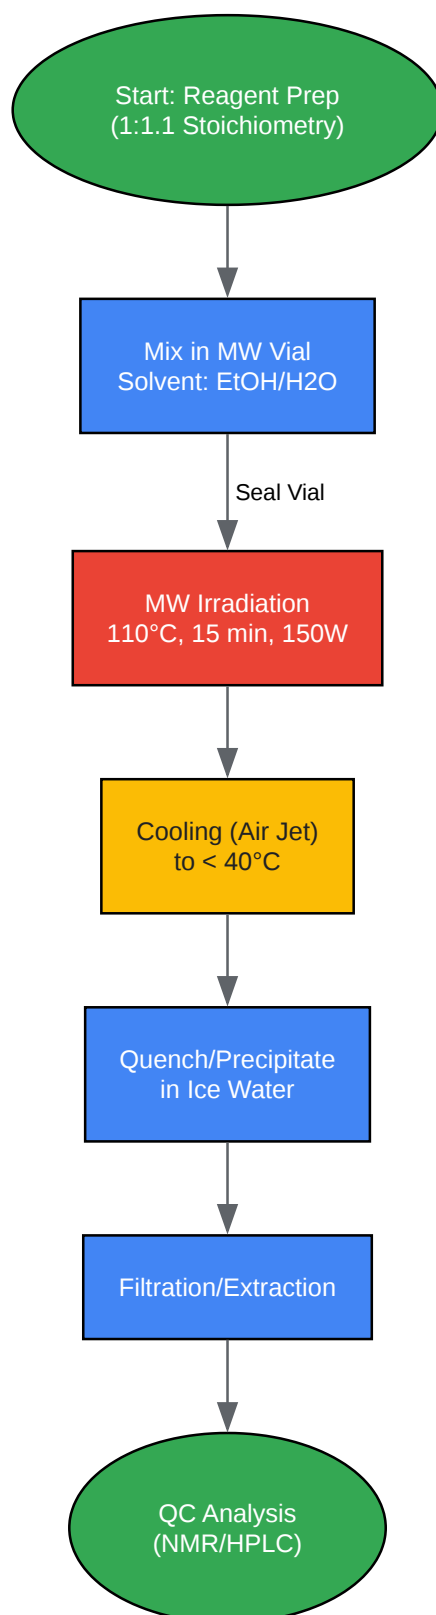 Start: Reagent Prep
(1:1.1 Stoichiometry)
Mix in MW Vial
Solvent: EtOH/H2O
Seal Vial
MW Irradiation
110°C, 15 min, 150W
Cooling (Air Jet)
to < 40°C
Quench/Precipitate
in Ice Water
Filtration/Extraction
QC Analysis
(NMR/HPLC)